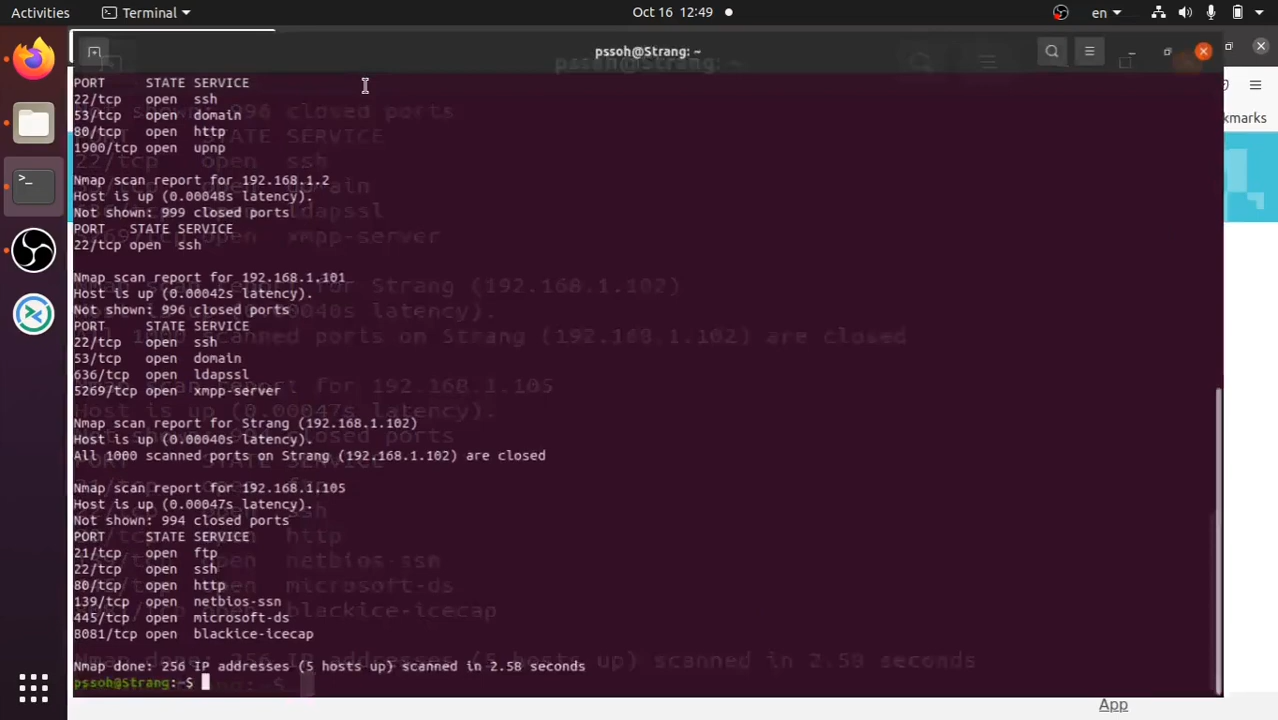 Activities Terminal Oct 16 12:49 en
pssoh@Strang: ~
PORT STATE SERVICE
22/tcp open ssh
53/tcp open domain
80/tcp open http
1900/tcp open upnp
Nmap scan report for 192.168.1.2
Host is up (0.00048s latency).
Not shown: 999 closed ports
PORT STATE SERVICE
22/tcp open ssh
Nmap scan report for 192.168.1.101
Host is up (0.00042s latency).
Not shown: 996 closed ports
PORT STATE SERVICE
22/tcp open ssh
53/tcp open domain
636/tcp open ldapssl
5269/tcp open xmpp-server
Nmap scan report for Strang (192.168.1.102)
Host is up (0.00040s latency).
All 1000 scanned ports on Strang (192.168.1.102) are closed
Nmap scan report for 192.168.1.105
Host is up (0.00047s latency).
Not shown: 994 closed ports
PORT STATE SERVICE
21/tcp open ftp
22/tcp open ssh
80/tcp open http
139/tcp open netbios-ssn
445/tcp open microsoft-ds
8081/tcp open blackice-icecap
Nmap done: 256 IP addresses (5 hosts up) scanned in 2.58 seconds
pssoh@Strang:~$
App